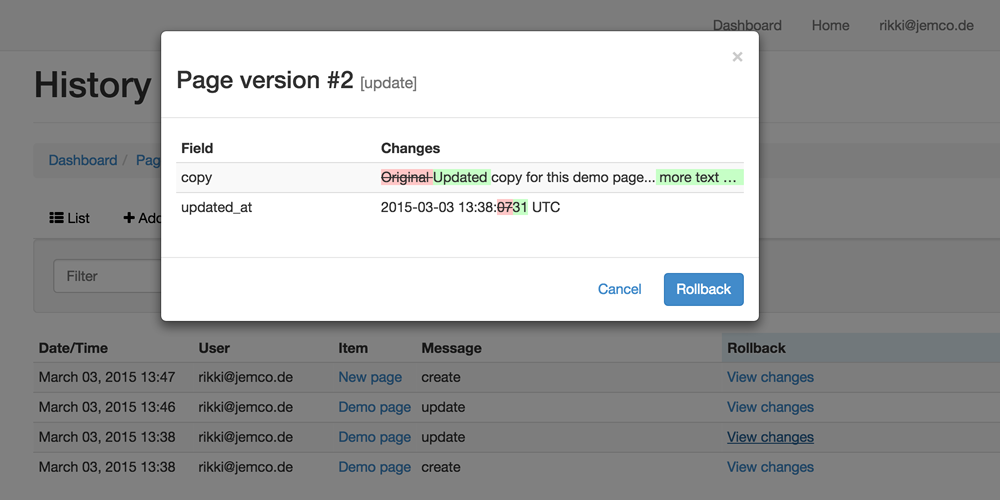 Dashboard Home rikki@jemco.de
History
×
Page version #2 [update]
Dashboard / Pag
Field Changes
copy Original Updated copy for this demo page... more text …
updated_at 2015-03-03 13:38:0731 UTC
List Add
Filter
Cancel Rollback
Date/Time User Item Message Rollback
March 03, 2015 13:47 rikki@jemco.de New page create View changes
March 03, 2015 13:46 rikki@jemco.de Demo page update View changes
March 03, 2015 13:38 rikki@jemco.de Demo page update View changes
March 03, 2015 13:38 rikki@jemco.de Demo page create View changes